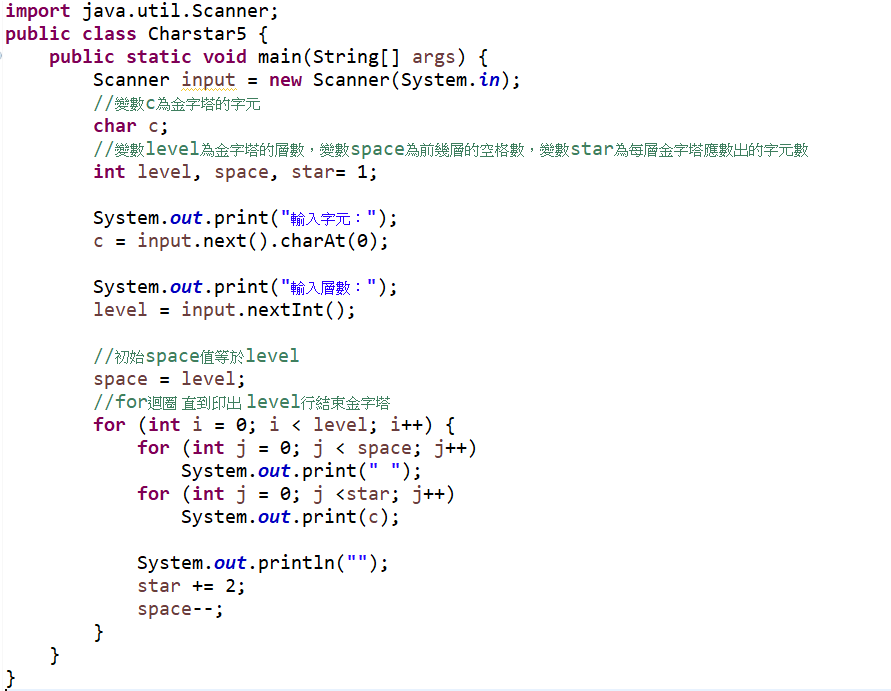 import java.util.Scanner;
public class Charstar5 {
    public static void main(String[] args) {
        Scanner input = new Scanner(System.in);
        //變數c為金字塔的字元
        char c;
        //變數level為金字塔的層數，變數space為前幾層的空格數，變數star為每層金字塔應數出的字元數
        int level, space, star= 1;

        System.out.print("輸入字元：");
        c = input.next().charAt(0);

        System.out.print("輸入層數：");
        level = input.nextInt();

        //初始space值等於level
        space = level;
        //for迴圈 直到印出 level行結束金字塔
        for (int i = 0; i < level; i++) {
            for (int j = 0; j < space; j++)
                System.out.print(" ");
            for (int j = 0; j <star; j++)
                System.out.print(c);

            System.out.println("");
            star += 2;
            space--;
        }
    }
}